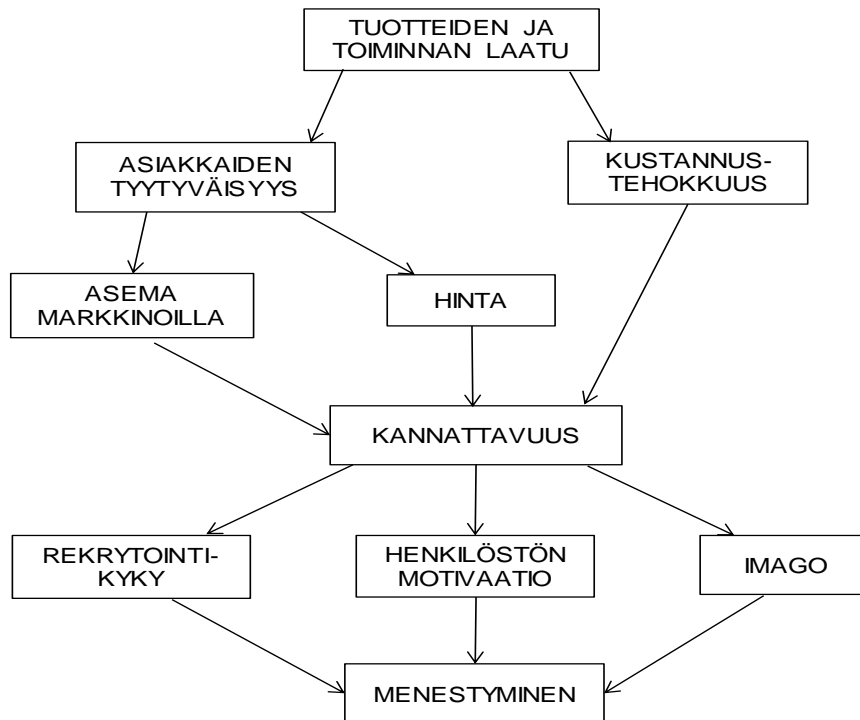 TUOTTEIDEN JA
TOIMINNAN LAATU
ASIAKKAIDEN
TYYTYVÄISYYS
KUSTANNUS-
TEHOKKUUS
ASEMA
MARKKINOILLA
HINTA
KANNATTAVUUS
REKRYTOINTI-
KYKY
HENKILÖSTÖN
MOTIVAATIO
IMAGO
MENESTYMINEN